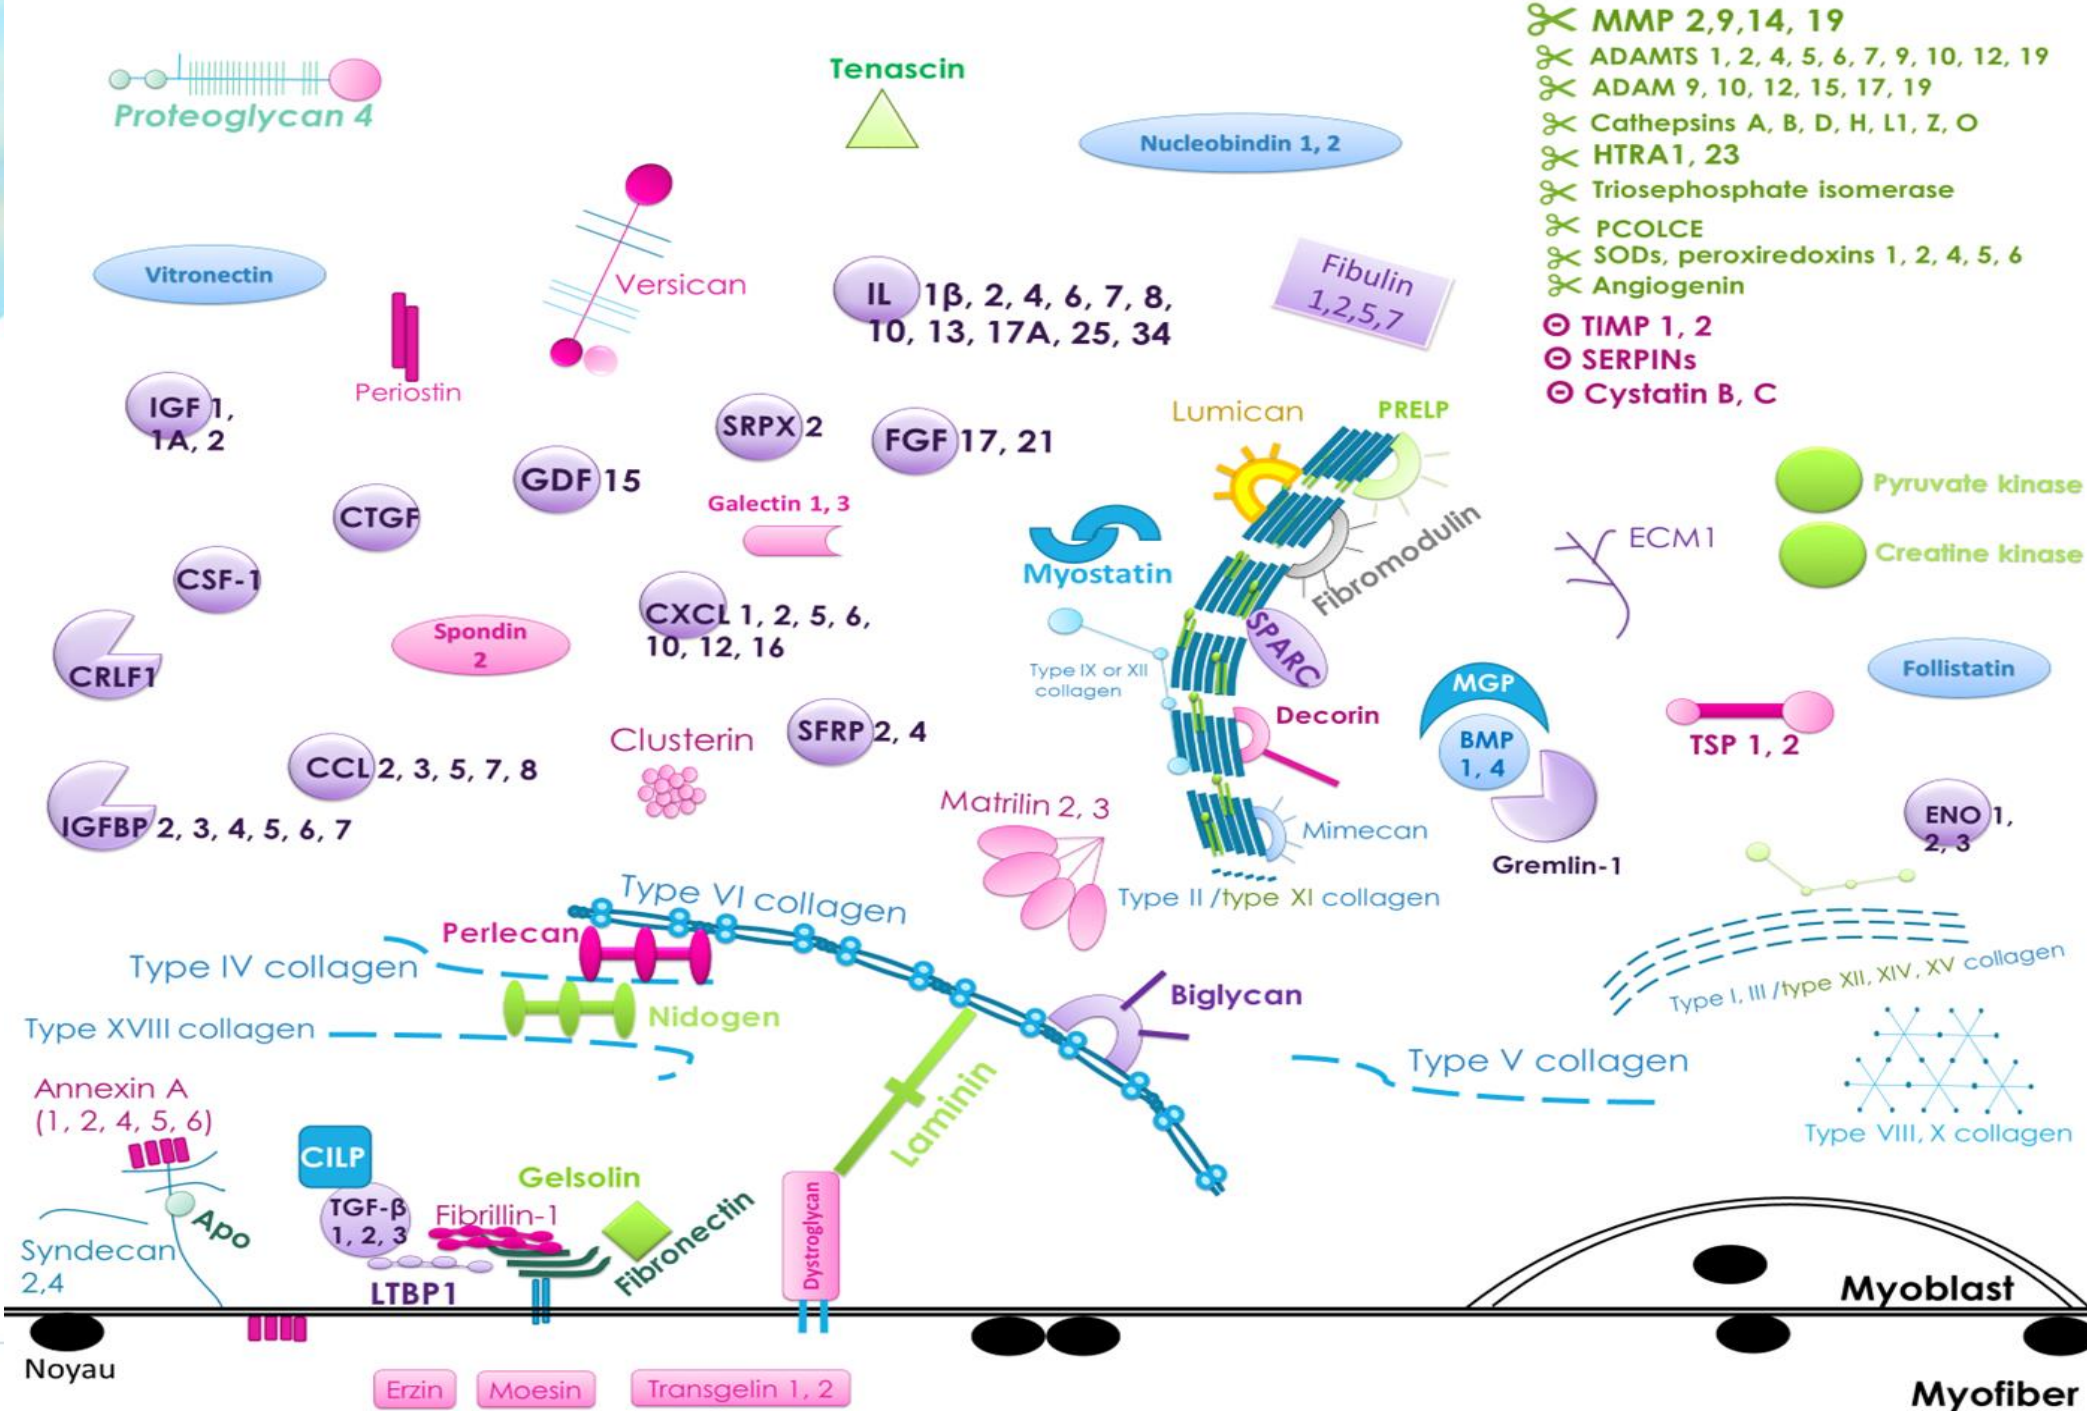 MMP 2,9,14, 19
ADAMTS 1, 2, 4, 5, 6, 7, 9, 10, 12, 19
ADAM 9, 10, 12, 15, 17, 19
Cathepsins A, B, D, H, L1, Z, O
HTRA1, 23
Triosephosphate isomerase
PCOLCE
SODs, peroxiredoxins 1, 2, 4, 5, 6
Angiogenin
TIMP 1, 2
SERPINs
Cystatin B, C
Proteoglycan 4
Tenascin
Nucleobindin 1, 2
Vitronectin
Versican
Periostin
IL 1β, 2, 4, 6, 7, 8,
10, 13, 17A, 25, 34
Fibulin
1,2,5,7
IGF 1,
1A, 2
SRPX 2
FGF 17, 21
GDF 15
CTGF
Galectin 1, 3
Lumican
PRELP
Fibromodulin
Pyruvate kinase
Creatine kinase
ECM1
Myostatin
CSF-1
CXCL 1, 2, 5, 6,
10, 12, 16
CRLF1
Spondin
2
Type IX or XII
collagen
SPARC
Decorin
MGP
BMP
1, 4
Gremlin-1
Follistatin
TSP 1, 2
ENO 1,
2, 3
SFRP 2, 4
Clusterin
CCL 2, 3, 5, 7, 8
IGFBP 2, 3, 4, 5, 6, 7
Matrilin 2, 3
Mimecan
Type II /type XI collagen
Type VI collagen
Perlecan
Type IV collagen
Nidogen
Type XVIII collagen
Biglycan
Laminin
Type I, III /type XII, XIV, XV collagen
Type V collagen
Type VIII, X collagen
Annexin A
(1, 2, 4, 5, 6)
CILP
TGF-β
1, 2, 3
Gelsolin
Fibrillin-1
Fibronectin
Apo
Syndecan
2,4
LTBP1
Dystroglycan
Myoblast
Noyau
Erzin
Moesin
Transgelin 1, 2
Myofiber